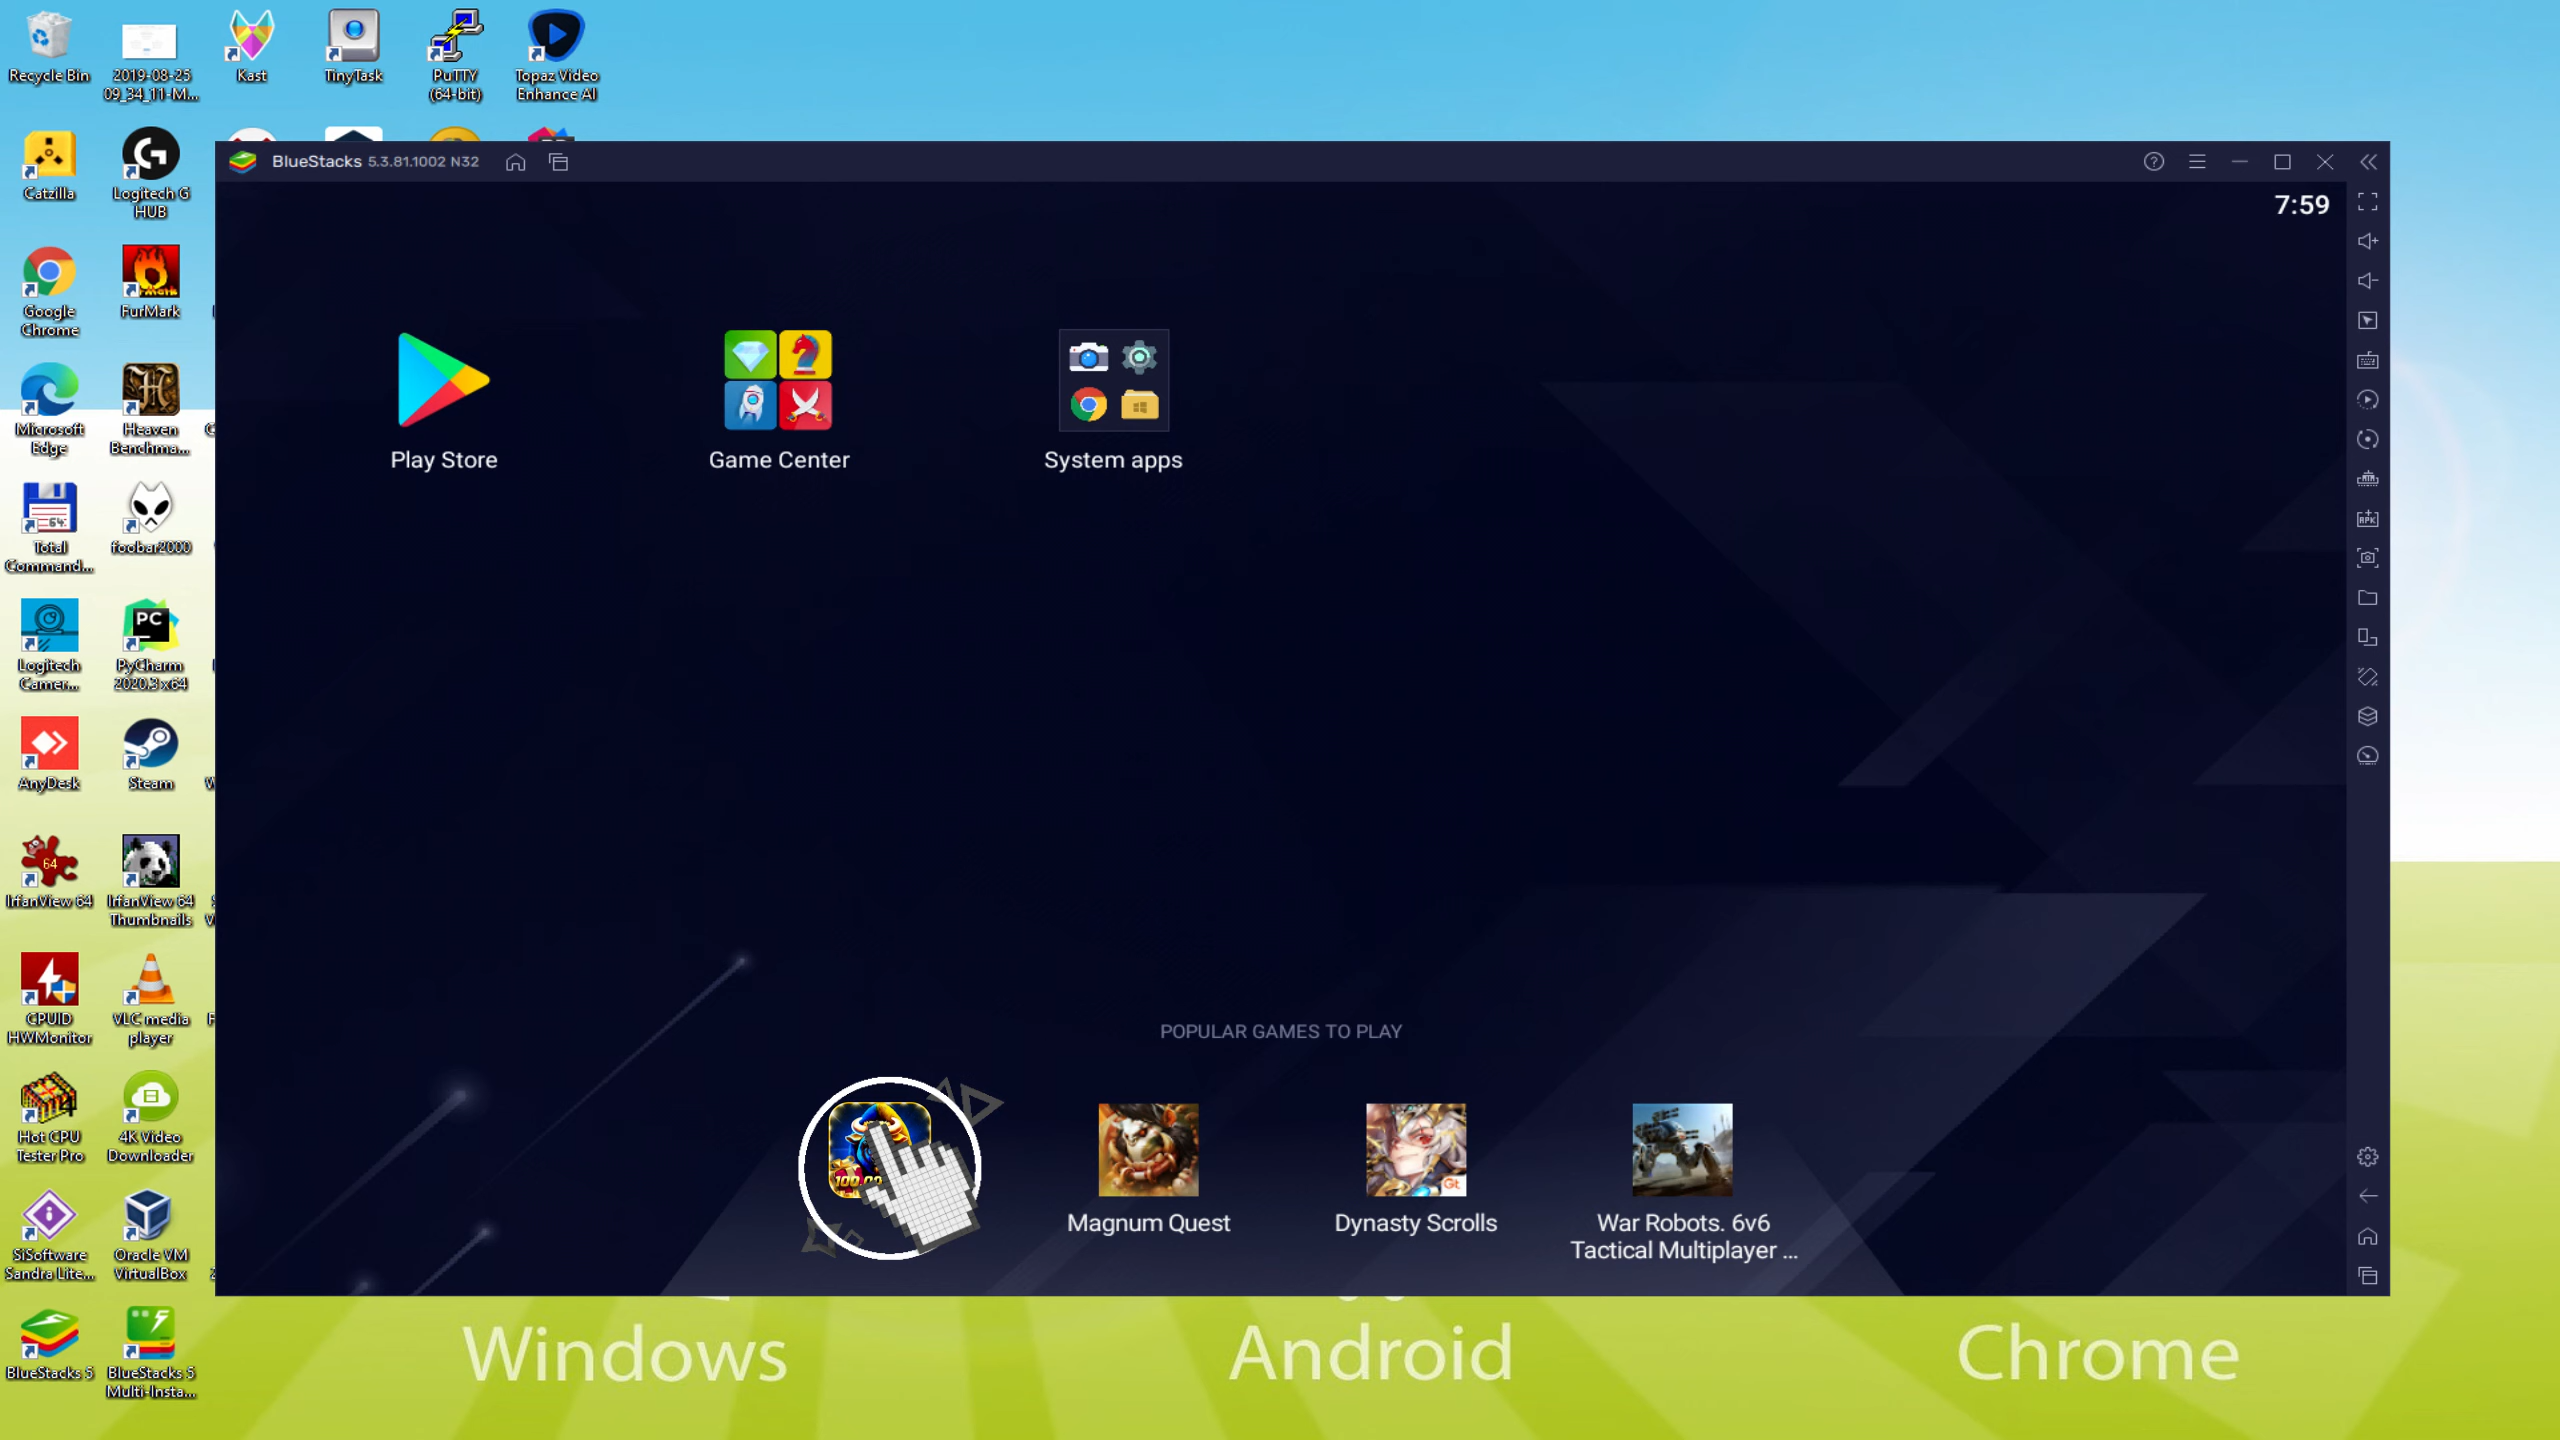 Recycle Bin
2019-08-25
09_34_11-M...
Kast
TinyTask
PuTTY
(64-bit)
Topaz Video
Enhance AI
Catzilla
Logitech G
HUB
Google
Chrome
FurMark
Microsoft
Edge
Heaven
Benchma...
Total
Command...
foobar2000
Logitech
Camer...
PyCharm
2020.3 x64
AnyDesk
Steam
IrfanView 64
IrfanView 64
Thumbnails
CPUID
HWMonitor
VLC media
player
Hot CPU
Tester Pro
4K Video
Downloader
SiSoftware
Sandra Lite...
Oracle VM
VirtualBox
BlueStacks 5
BlueStacks 5
Multi-Insta...
BlueStacks 5.3.81.1002 N32
7:59
Play Store
Game Center
System apps
POPULAR GAMES TO PLAY
Magnum Quest
Dynasty Scrolls
War Robots. 6v6
Tactical Multiplayer ...
Windows
Android
Chrome
PC
64
64
APK
Gt